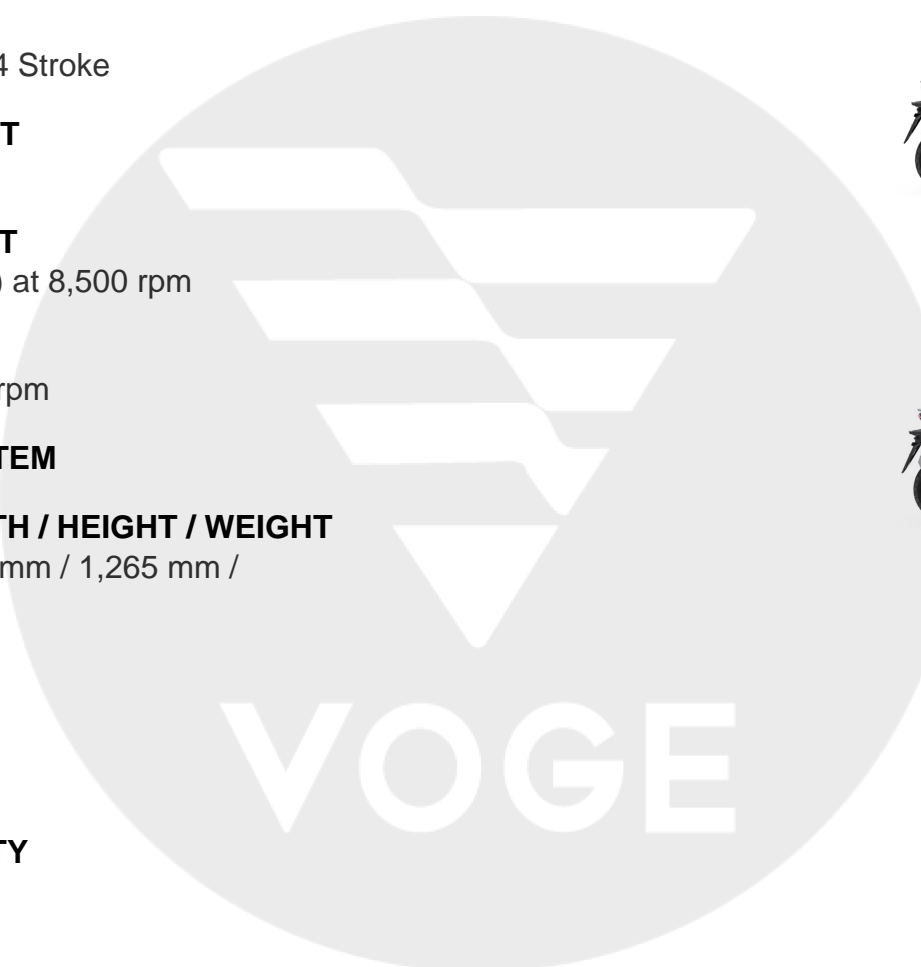 4 Stroke
T
T
) at 8,500 rpm
rpm
TEM
TH / HEIGHT / WEIGHT
mm / 1,265 mm /
TY
VOGE